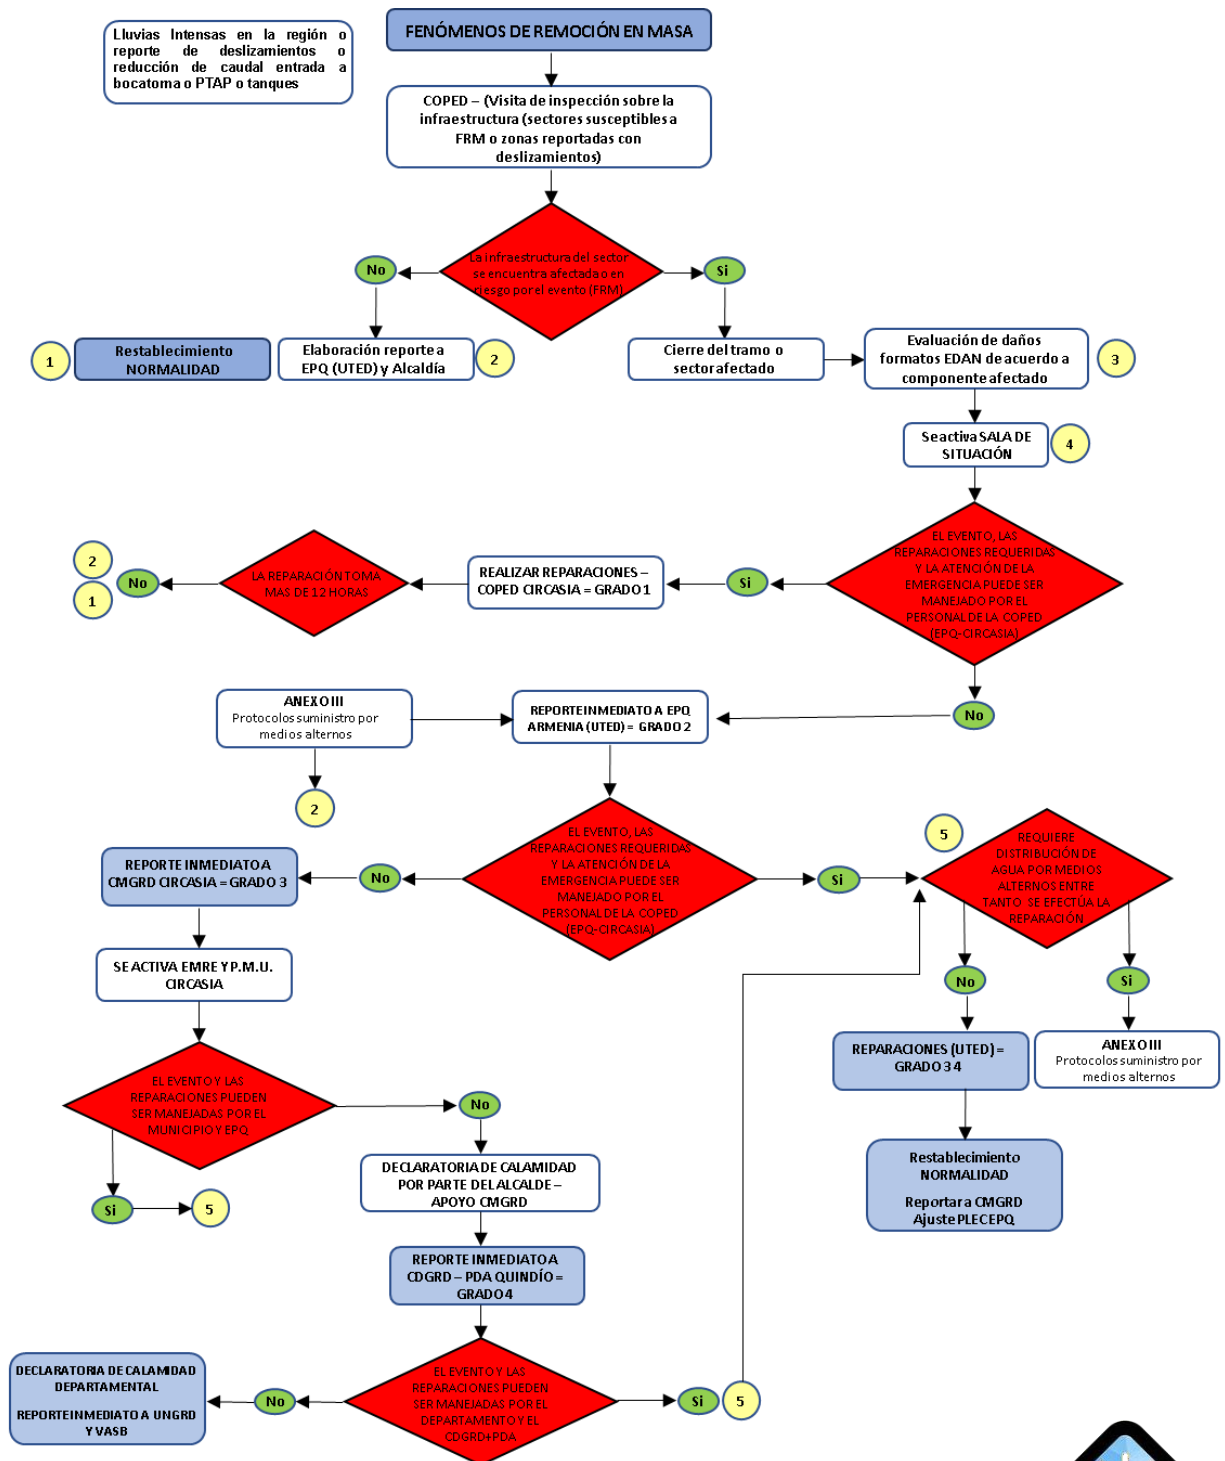 Lluvias Intensas en la región o
reporte de deslizamientos o
reducción de caudal entrada a
bocatoma o PTAP o tanques
FENÓMENOS DE REMOCIÓN EN MASA
COPED – (Visita de inspección sobre la
infraestructura (sectores susceptibles a
FRM o zonas reportadas con
deslizamientos)
La infraestructura del sector
se encuentra afectada o en
riesgo por el evento (FRM)
No
Si
1
Restablecimiento
NORMALIDAD
Elaboración reporte a
EPQ (UTED) y Alcaldía
2
Cierre del tramo o
sector afectado
Evaluación de daños
formatos EDAN de acuerdo a
componente afectado
3
Se activa SALA DE
SITUACIÓN
4
EL EVENTO, LAS
REPARACIONES REQUERIDAS
Y LA ATENCIÓN DE LA
EMERGENCIA PUEDE SER
MANEJADO POR EL
PERSONAL DE LA COPED
(EPQ-CIRCASIA)
Si
REALIZAR REPARACIONES –
COPED CIRCASIA = GRADO 1
LA REPARACIÓN TOMA
MAS DE 12 HORAS
No
2
1
No
ANEXO III
Protocolos suministro por
medios alternos
2
REPORTE INMEDIATO A EPQ
ARMENIA (UTED) = GRADO 2
EL EVENTO, LAS
REPARACIONES REQUERIDAS
Y LA ATENCIÓN DE LA
EMERGENCIA PUEDE SER
MANEJADO POR EL
PERSONAL DE LA COPED
(EPQ-CIRCASIA)
No
Si
5
REQUIERE
DISTRIBUCIÓN DE
AGUA POR MEDIOS
ALTERNOS ENTRE
TANTO SE EFECTÚA LA
REPARACIÓN
REPORTE INMEDIATO A
CMGRD CIRCASIA = GRADO 3
SE ACTIVA EMRE Y P.M.U.
CIRCASIA
No
Si
REPARACIONES (UTED) =
GRADO 3 4
ANEXO III
Protocolos suministro por
medios alternos
EL EVENTO Y LAS
REPARACIONES PUEDEN
SER MANEJADAS POR EL
MUNICIPIO Y EPQ
No
Si
5
Restablecimiento
NORMALIDAD
Reportar a CMGRD
Ajuste PLECEPQ
DECLARATORIA DE CALAMIDAD
POR PARTE DEL ALCALDE –
APOYO CMGRD
REPORTE INMEDIATO A
CDGRD – PDA QUINDÍO =
GRADO 4
EL EVENTO Y LAS
REPARACIONES PUEDEN
SER MANEJADAS POR EL
DEPARTAMENTO Y EL
CDGRD+PDA
No
Si
5
DECLARATORIA DE CALAMIDAD
DEPARTAMENTAL
REPORTE INMEDIATO A UNGRD
Y VASB